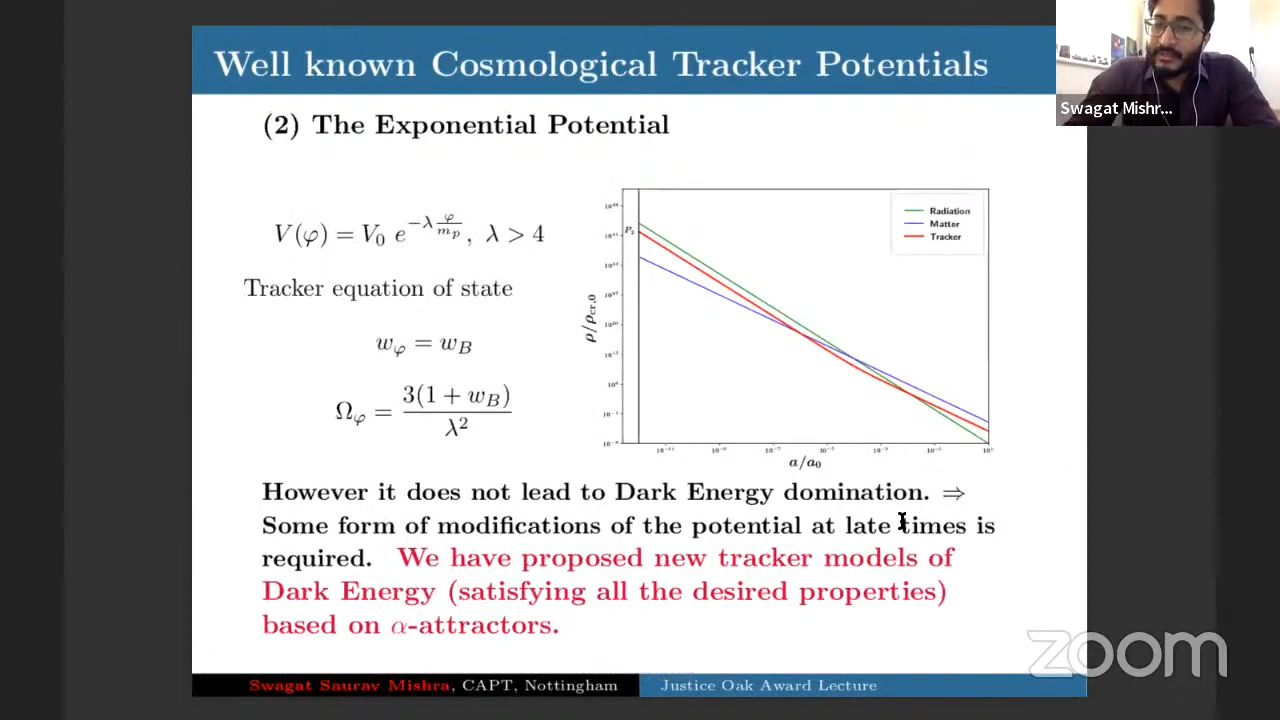 Well known Cosmological Tracker Potentials
Swagat Mishr...
(2) The Exponential Potential
V(φ) = V₀ e^{-λ φ/m_p}, λ > 4
Tracker equation of state
w_φ = w_B
Ω_φ = 3(1 + w_B)/λ²
Radiation
Matter
Tracker
P₂
ρ/ρ_{cr,0}
a/a₀
However it does not lead to Dark Energy domination. ⇒
Some form of modifications of the potential at late times is
required. We have proposed new tracker models of
Dark Energy (satisfying all the desired properties)
based on α-attractors.
zoom
Swagat Saurav Mishra, CAPT, Nottingham
Justice Oak Award Lecture